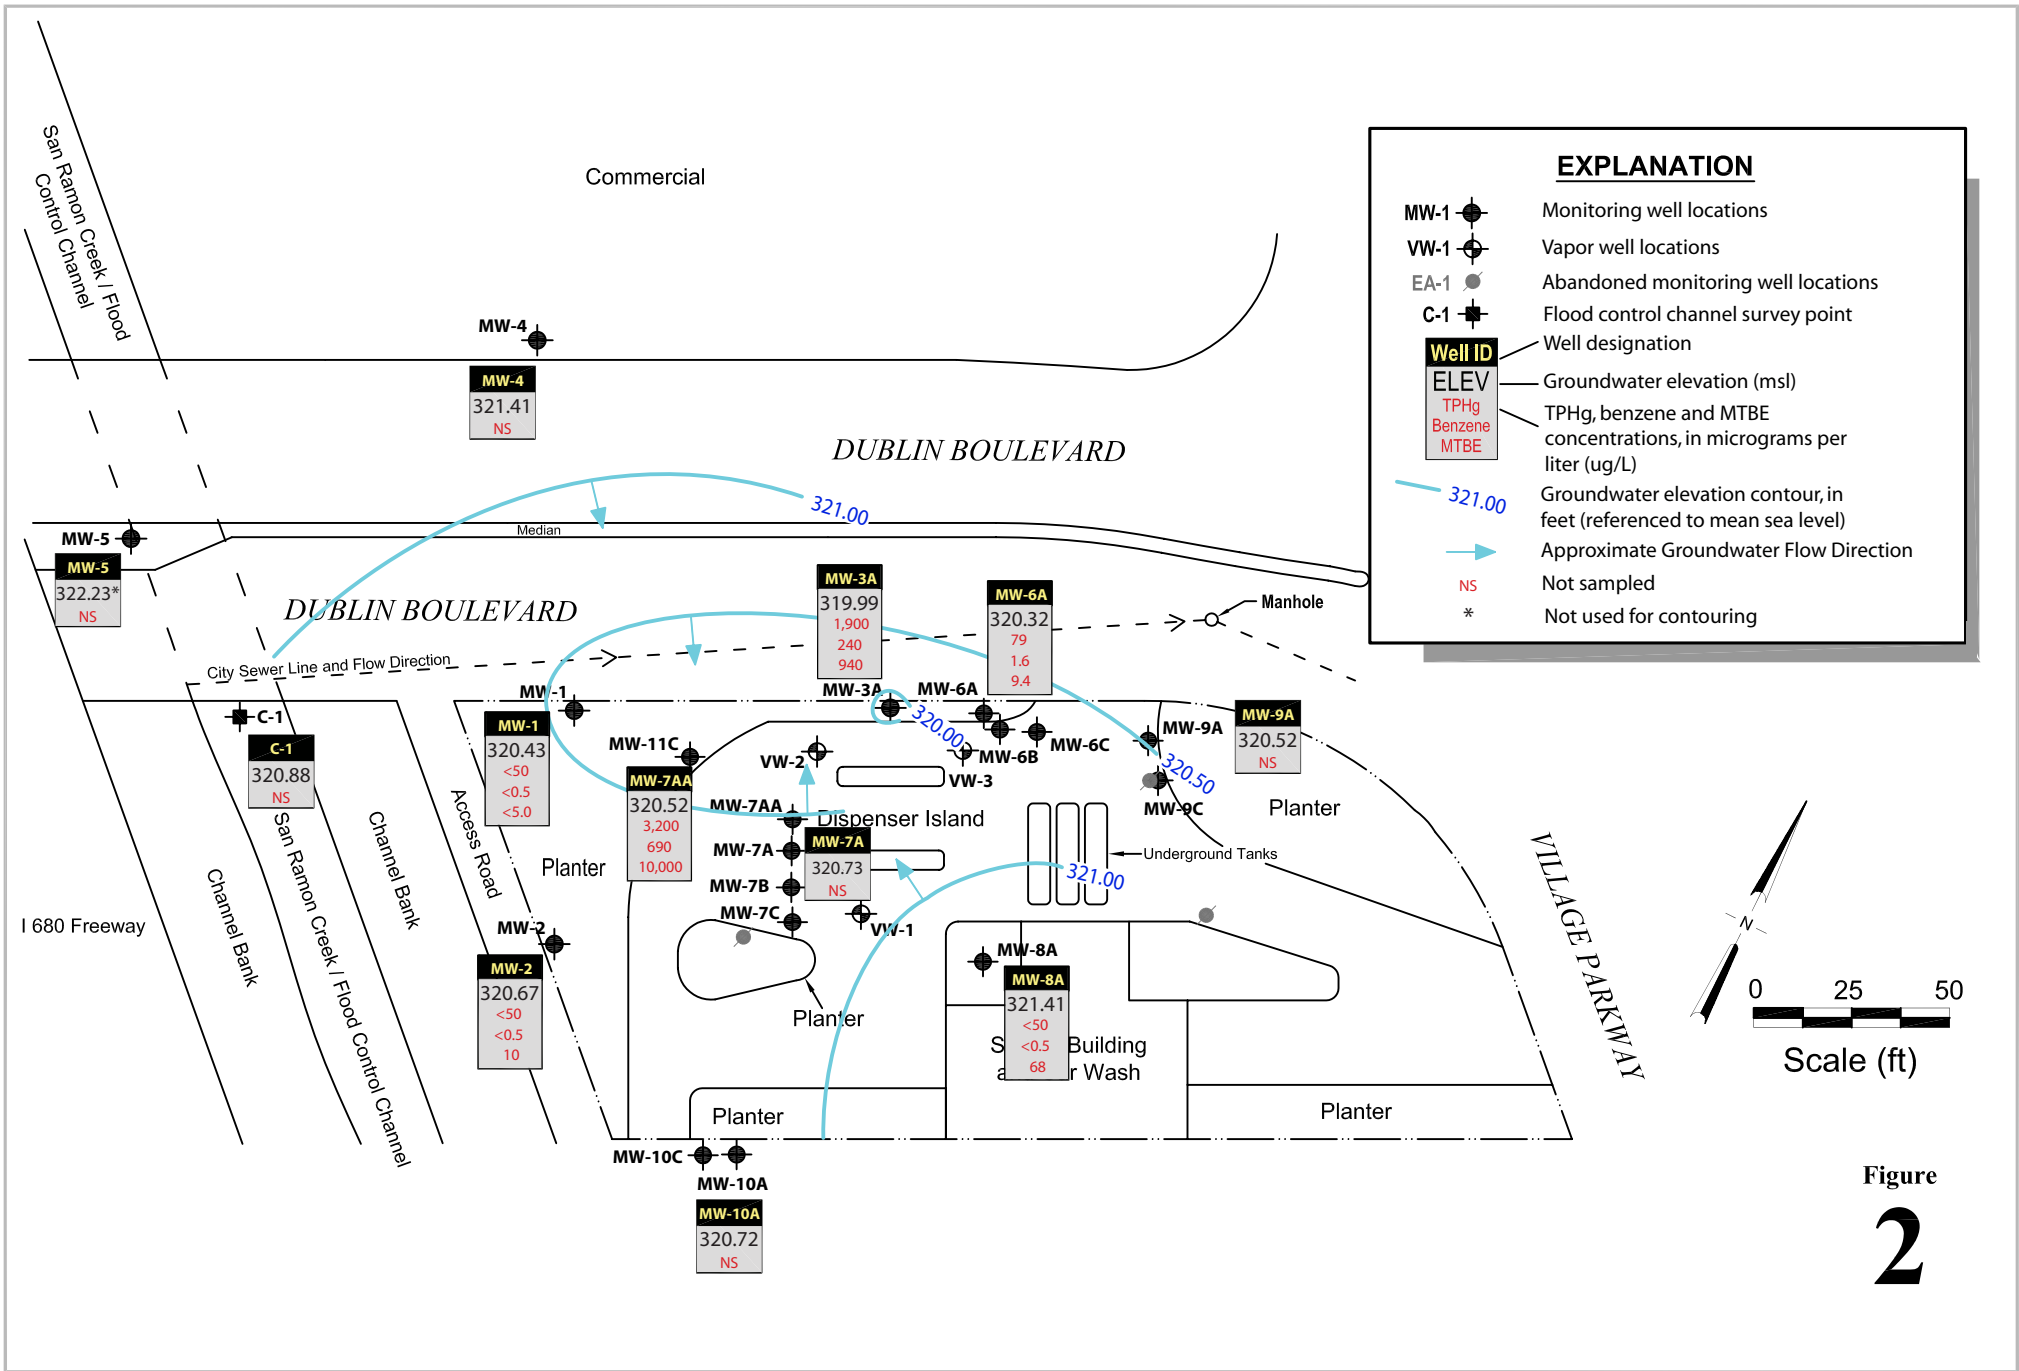 San Ramon Creek / Flood
Control Channel
Commercial
EXPLANATION
MW-1
Monitoring well locations
VW-1
Vapor well locations
EA-1
Abandoned monitoring well locations
C-1
Flood control channel survey point
Well ID
Well designation
ELEV
Groundwater elevation (msl)
TPHg
Benzene
MTBE
TPHg, benzene and MTBE
concentrations, in micrograms per
liter (ug/L)
321.00
Groundwater elevation contour, in
feet (referenced to mean sea level)
Approximate Groundwater Flow Direction
NS
Not sampled
*
Not used for contouring
MW-4
MW-4
321.41
NS
DUBLIN BOULEVARD
321.00
Median
MW-5
MW-5
322.23*
NS
DUBLIN BOULEVARD
MW-3A
319.99
1,900
240
940
MW-6A
320.32
79
1.6
9.4
Manhole
City Sewer Line and Flow Direction
MW-1
MW-3A
MW-6A
C-1
C-1
320.88
NS
MW-1
320.43
<50
<0.5
<5.0
MW-11C
320.00
MW-6B
MW-6C
MW-9A
MW-9A
320.52
NS
VW-2
VW-3
320.50
MW-7AA
320.52
3,200
690
10,000
MW-7AA
Dispenser Island
MW-9C
Planter
Access Road
Channel Bank
San Ramon Creek / Flood Control Channel
Channel Bank
Planter
MW-7A
MW-7A
320.73
NS
Underground Tanks
321.00
MW-7B
MW-7C
VW-1
I 680 Freeway
MW-2
MW-2
320.67
<50
<0.5
10
MW-8A
MW-8A
321.41
<50
<0.5
68
Planter
S Building
a r Wash
VILLAGE PARKWAY
N
0 25 50
Scale (ft)
Planter
Planter
MW-10C
MW-10A
MW-10A
320.72
NS
Figure
2